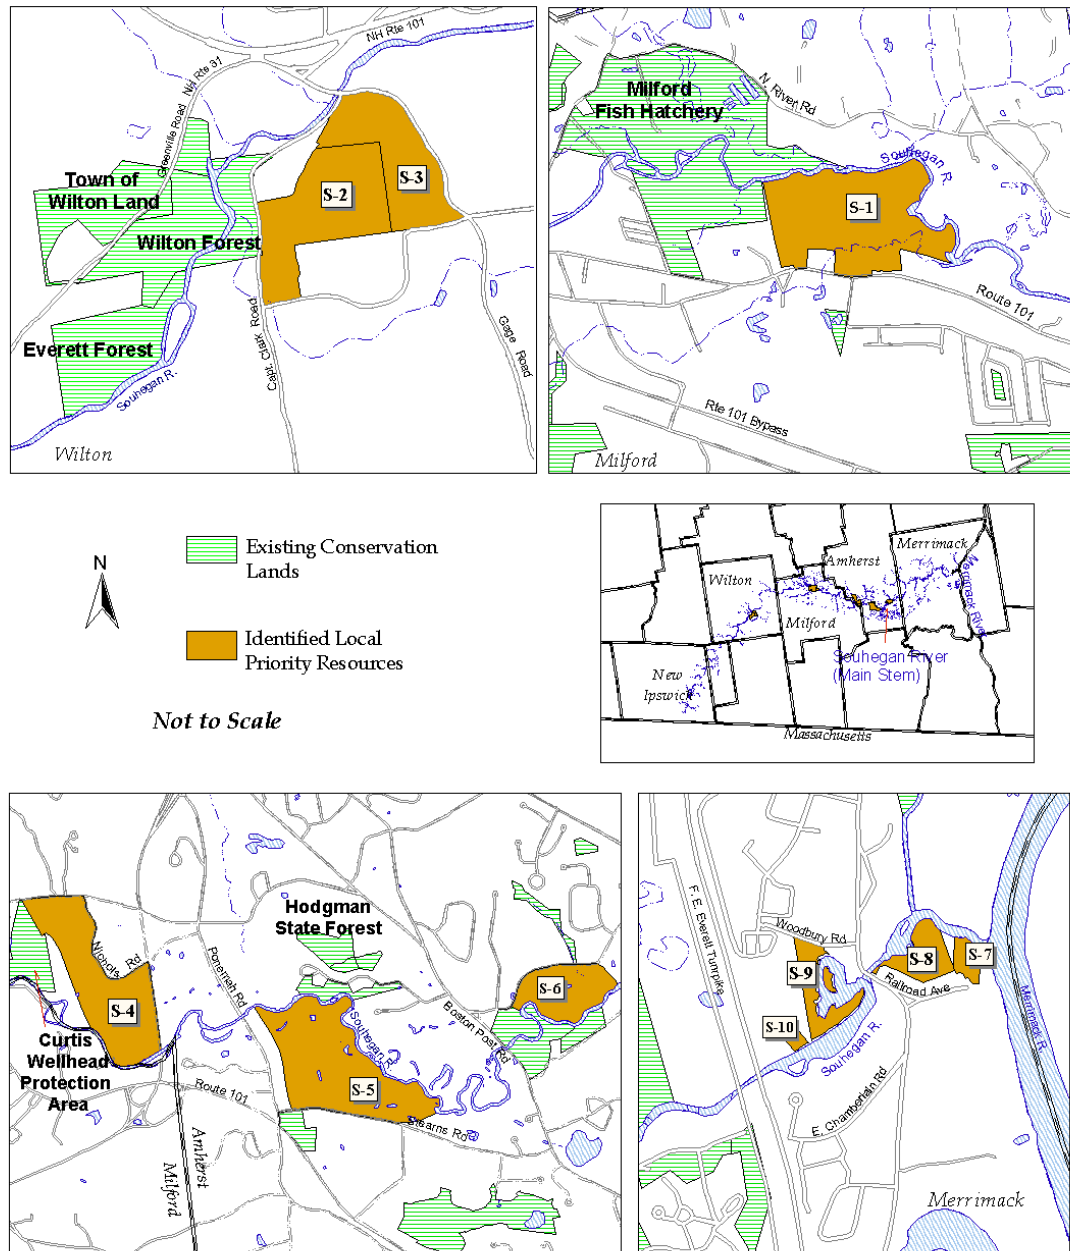 NH Rte 101
NH Rte 31
Greenville Road
Town of
Wilton Land
Wilton Forest
S-2
S-3
Everett Forest
Souhegan R.
Capt. Clark Road
Gage Road
Wilton
Milford
Fish Hatchery
N. River Rd
Souhegan R.
S-1
Route 101
Rte 101 Bypass
Milford
N
Existing Conservation
Lands
Identified Local
Priority Resources
Not to Scale
Merrimack
Amherst
Wilton
Merrimack River
Milford
Souhegan River
(Main Stem)
New
Ipswich
Massachusetts
Hodgman
State Forest
Nichols Rd
Ponemah Rd
S-4
S-6
Boston Post Rd
Souhegan R.
Curtis
Wellhead
Protection
Area
Route 101
S-5
Stearns Rd
Amherst
Milford
F. E. Everett Turnpike
Woodbury Rd
S-9
S-8
S-7
Railroad Ave
S-10
Souhegan R.
Merrimack R.
E. Chamberlain Rd
Merrimack